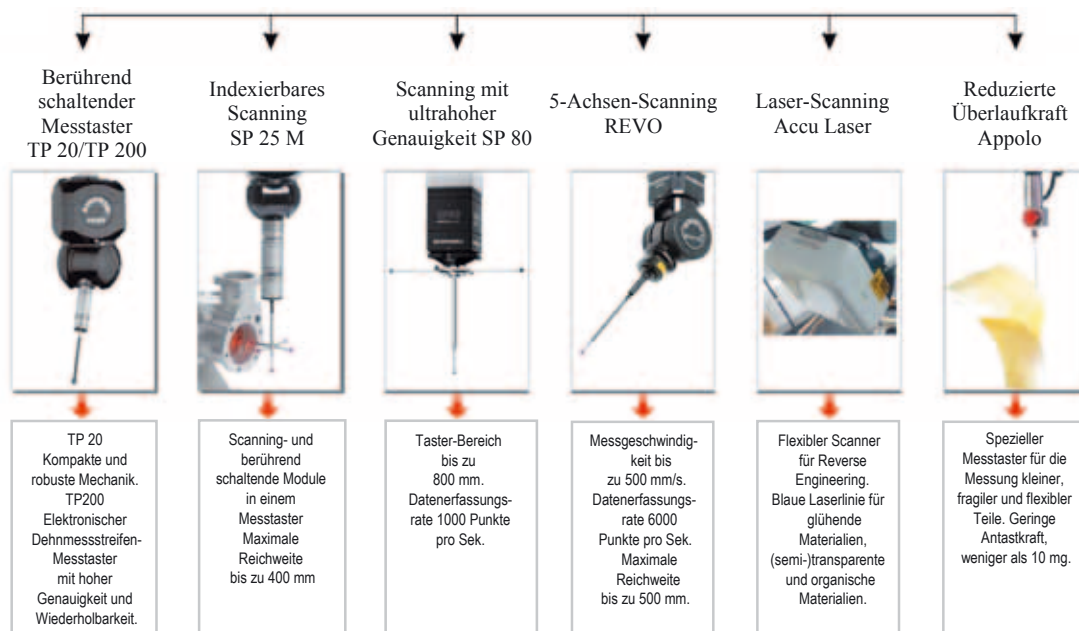 Berührend
schaltender
Messtaster
TP 20/TP 200
Indexierbares
Scanning
SP 25 M
Scanning mit
ultrahoher
Genauigkeit SP 80
5-Achsen-Scanning
REVO
Laser-Scanning
Accu Laser
Reduzierte
Überlaufkraft
Appolo
TP 20
Kompakte und
robuste Mechanik.
TP200
Elektronischer
Dehnmessstreifen-
Messtaster
mit hoher
Genauigkeit und
Wiederholbarkeit.
Scanning- und
berührend
schaltende Module
in einem
Messtaster
Maximale
Reichweite
bis zu 400 mm
Taster-Bereich
bis zu
800 mm.
Datenerfassungs-
rate 1000 Punkte
pro Sek.
Messgeschwindig-
keit bis
zu 500 mm/s.
Datenerfassungs-
rate 6000
Punkte pro Sek.
Maximale
Reichweite
bis zu 500 mm.
Flexibler Scanner
für Reverse
Engineering.
Blaue Laserlinie für
glühende
Materialien,
(semi-)transparente
und organische
Materialien.
Spezieller
Messtaster für die
Messung kleiner,
fragiler und flexibler
Teile. Geringe
Antastkraft,
weniger als 10 mg.